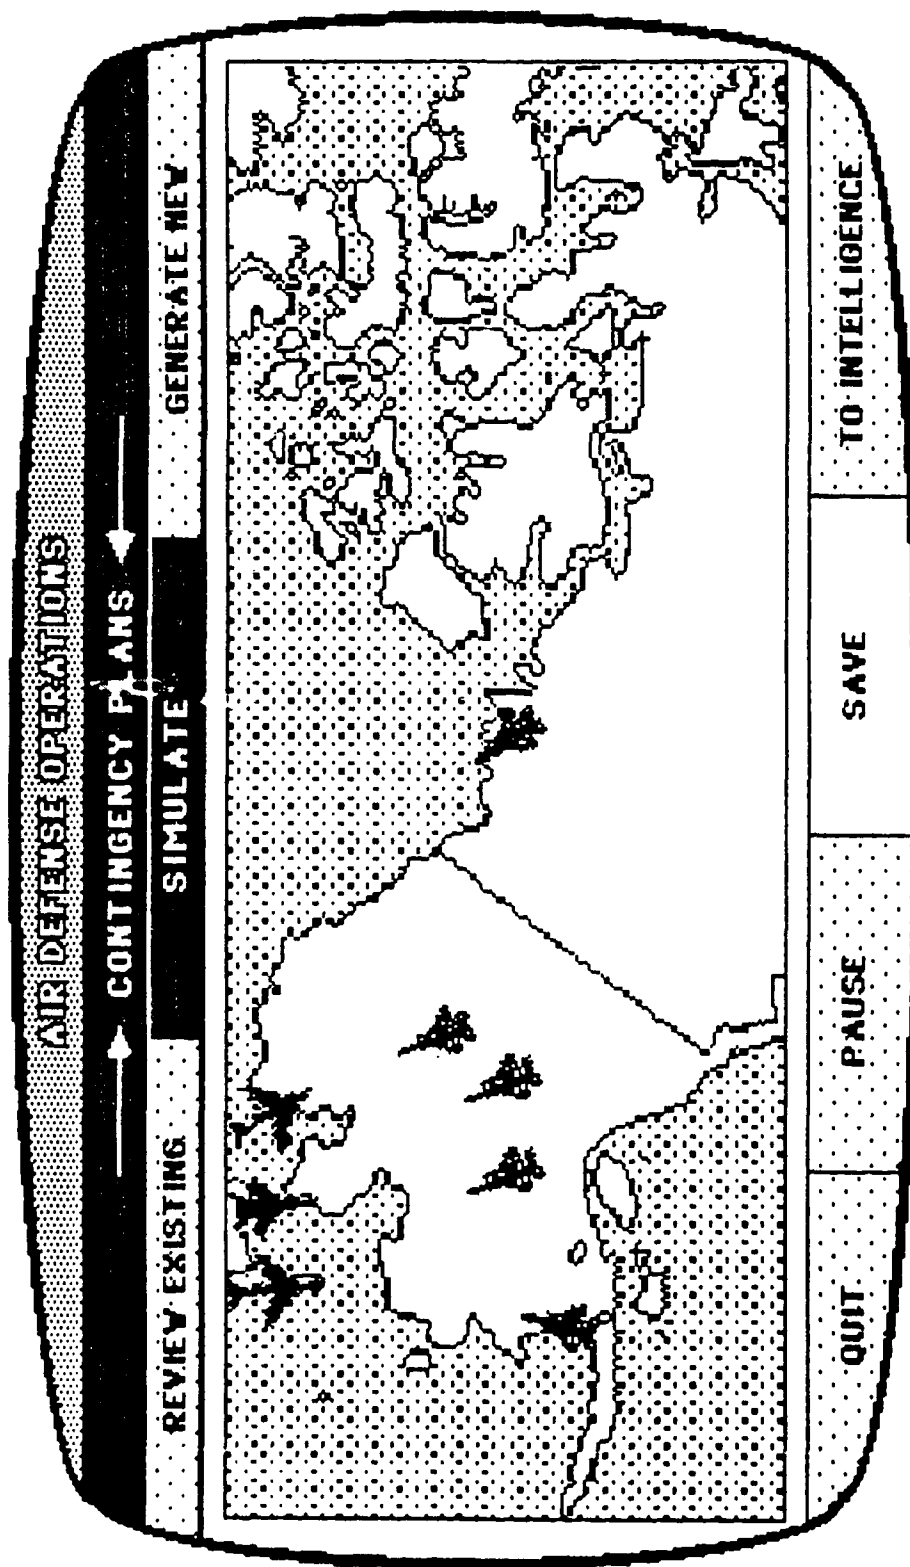 AIR DEFENSE OPERATIONS
CONTINGENCY PLANS
REVIEW EXISTING SIMULATE GENERATE NEW
QUIT PAUSE SAVE TO INTELLIGENCE